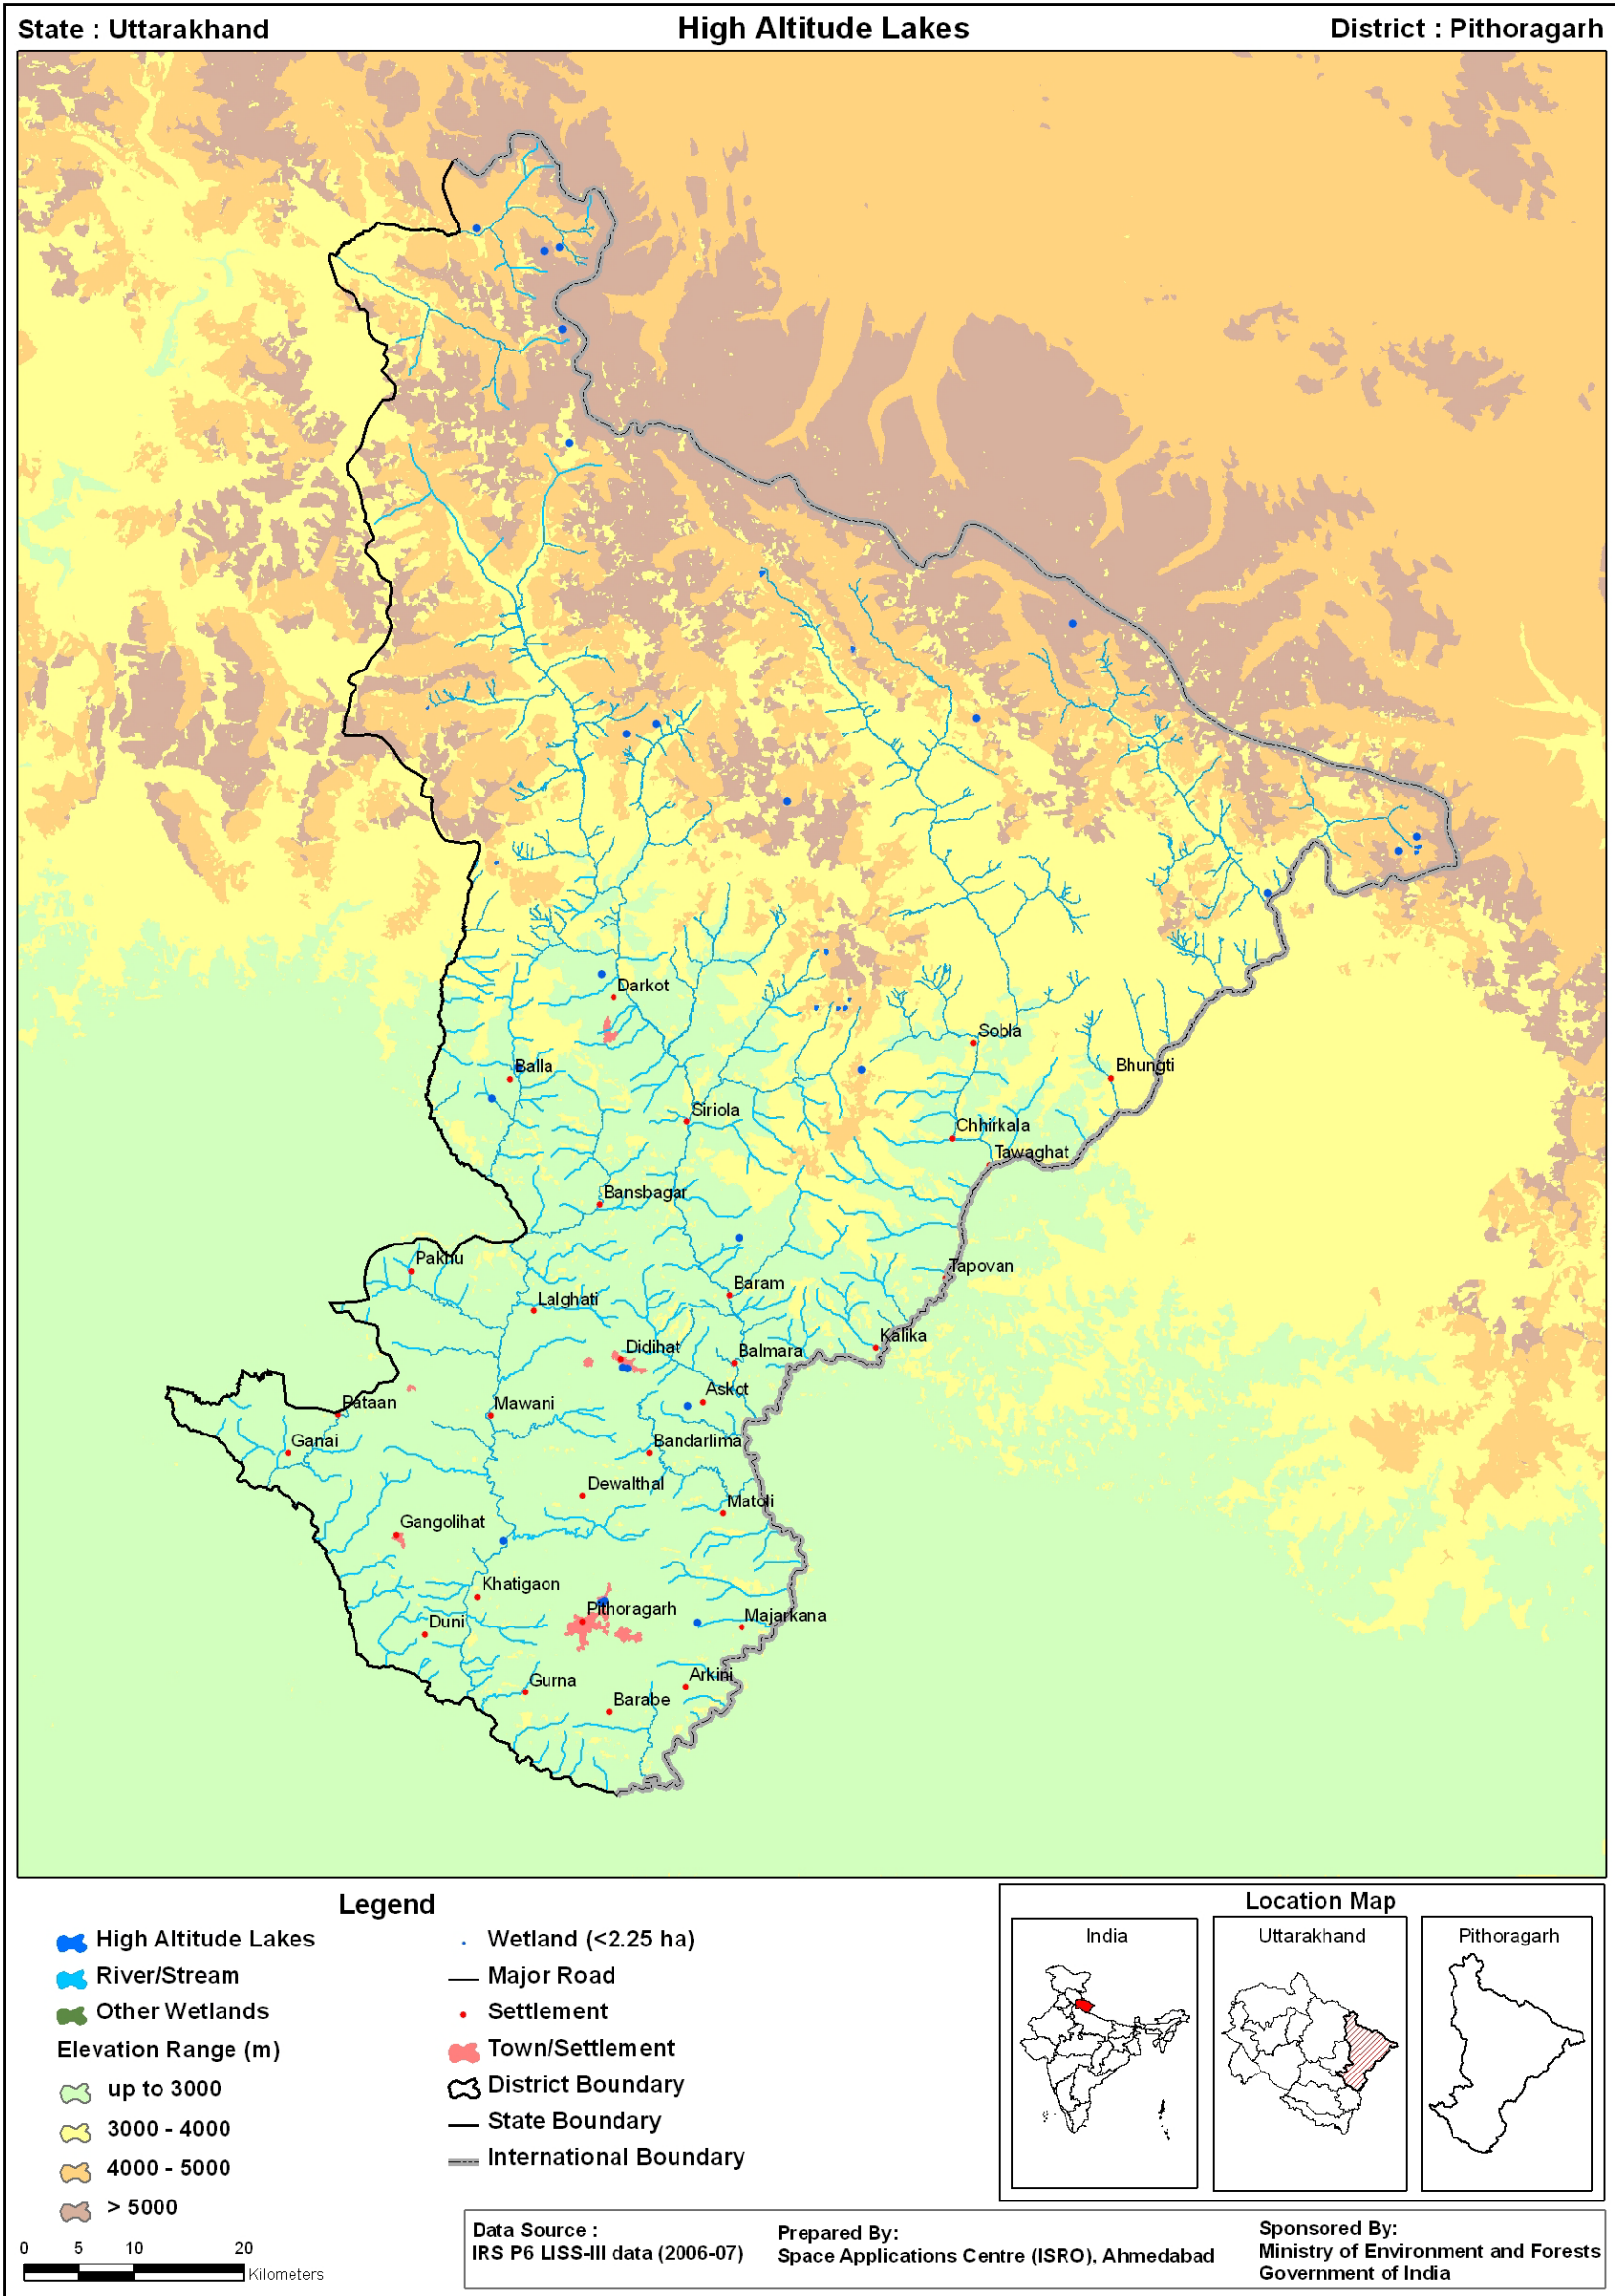 State : Uttarakhand
High Altitude Lakes
District : Pithoragarh
Darkot
Sobla
Balla
Bhungti
Siriola
Chhirkala
Tawaghat
Bansbagar
Pakhu
Tapovan
Baram
Lalghati
Kalika
Didihat
Balmara
Askot
Pataan
Mawani
Ganai
Bandarlima
Dewalthal
Matoli
Gangolihat
Khatigaon
Pithoragarh
Majarkana
Duni
Arkini
Gurna
Barabe
Legend
High Altitude Lakes
River/Stream
Other Wetlands
Elevation Range (m)
up to 3000
3000 - 4000
4000 - 5000
> 5000
Wetland (<2.25 ha)
Major Road
Settlement
Town/Settlement
District Boundary
State Boundary
International Boundary
0 5 10 20
Kilometers
Location Map
India
Uttarakhand
Pithoragarh
Data Source :
IRS P6 LISS-III data (2006-07)
Prepared By:
Space Applications Centre (ISRO), Ahmedabad
Sponsored By:
Ministry of Environment and Forests
Government of India